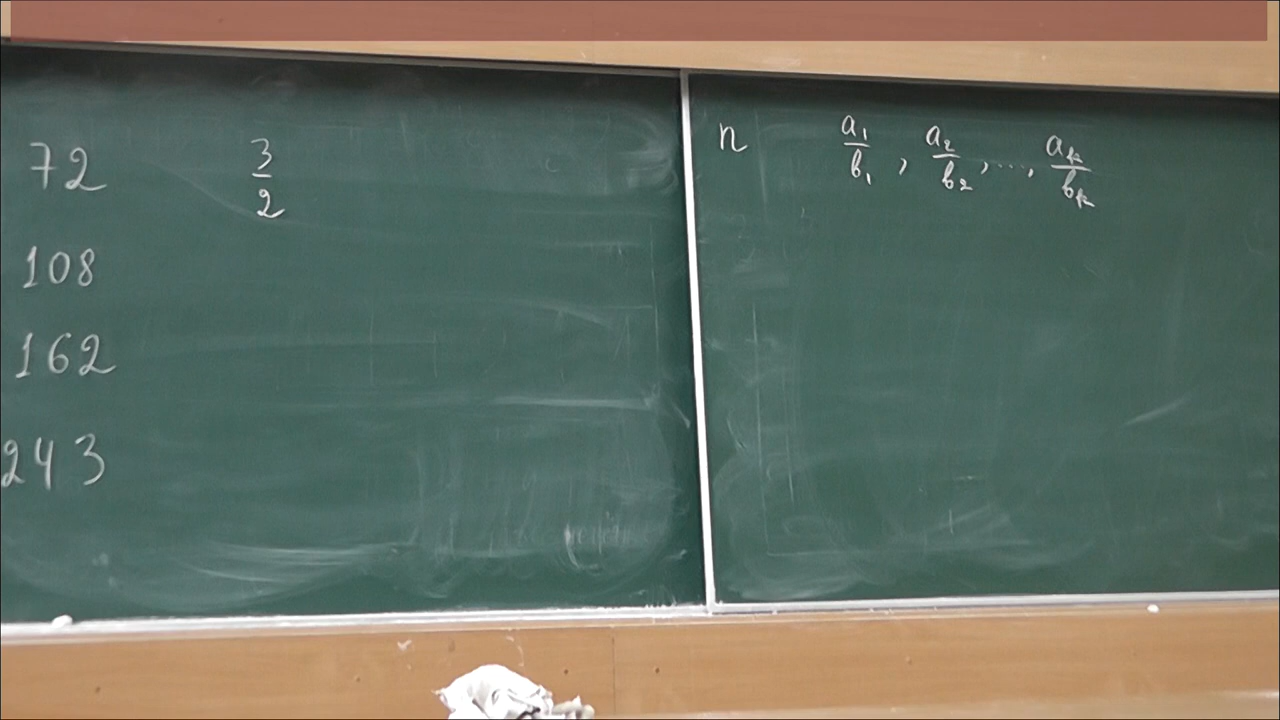 72 3/2
108
162
243
n a₁/b₁, a₂/b₂, ..., aₖ/bₖ